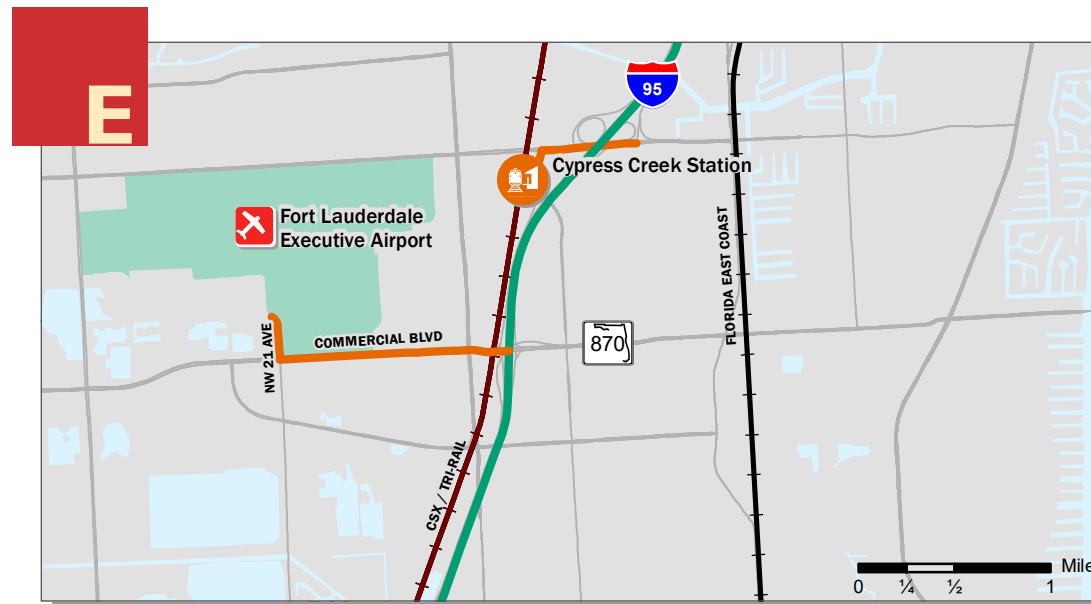 E
95
Cypress Creek Station
Fort Lauderdale
Executive Airport
FLORIDA EAST COAST
NW 21 AVE
COMMERCIAL BLVD
870
CSX / TRI-RAIL
Mile
0 ¼ ½ 1